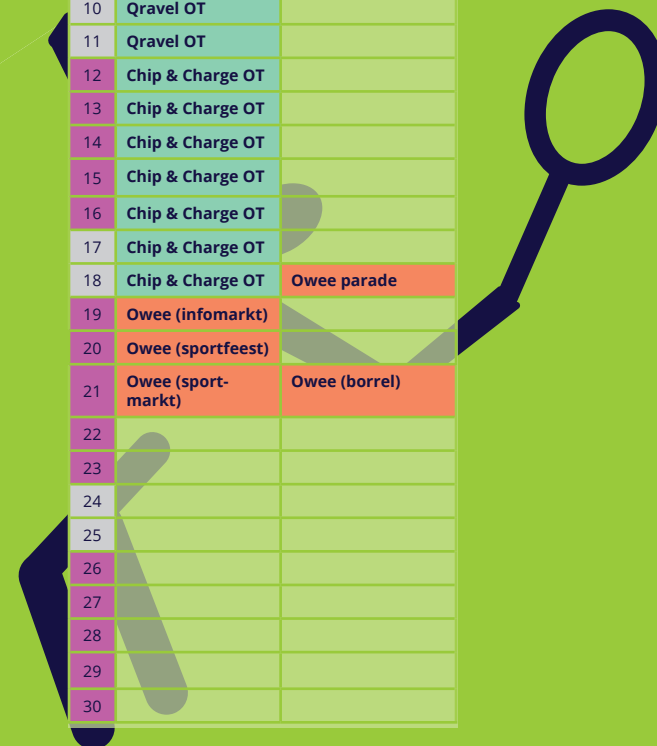 10 Qravel OT
11 Qravel OT
12 Chip & Charge OT
13 Chip & Charge OT
14 Chip & Charge OT
15 Chip & Charge OT
16 Chip & Charge OT
17 Chip & Charge OT
18 Chip & Charge OT Owee parade
19 Owee (infomarkt)
20 Owee (sportfeest)
21 Owee (sport- Owee (borrel)
markt)
22
23
24
25
26
27
28
29
30